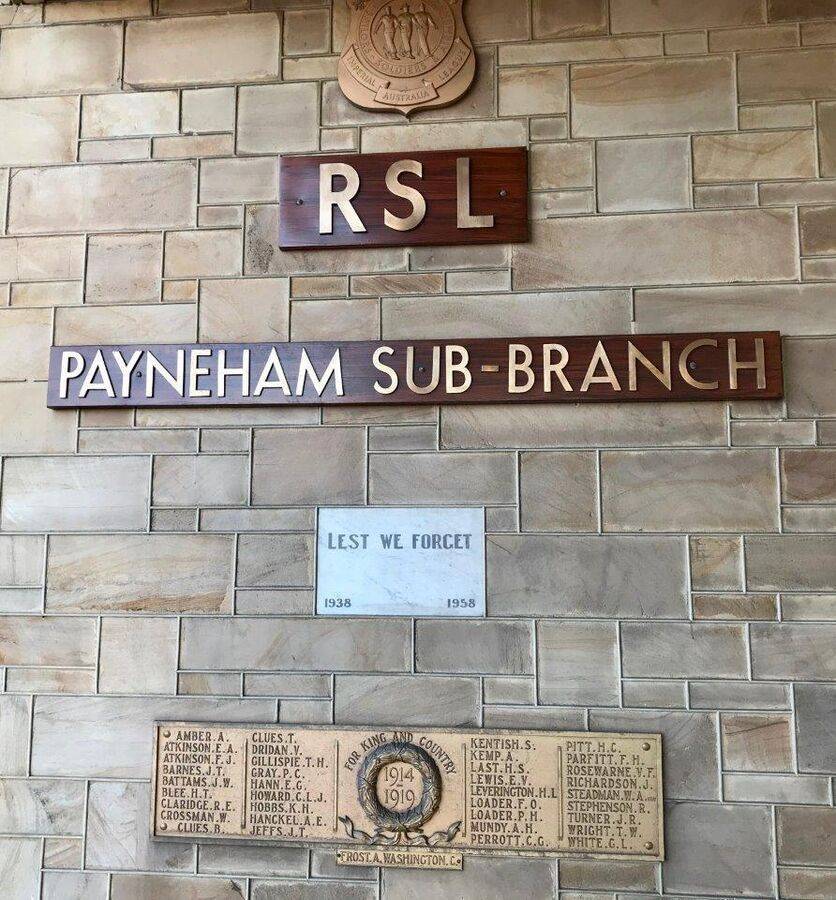 SOLDIERS
IMPERIAL LEAGUE
AUSTRALIA
RSL
PAYNEHAM SUB-BRANCH
LEST WE FORGET
1938 1958
AMBER.A.
ATKINSON.E.A.
ATKINSON.F.J.
BARNES.J.T.
BATTAMS.J.W.
BLEE.H.T.
CLARIDGE.R.E.
CROSSMAN.W.
CLUES.B.
CLUES.T.
DRIDAN.V.
GILLISPIE.T.H.
GRAY.P.C.
HANN.E.G.
HOWARD.C.L.J.
HOBBS.K.H.
HANCKEL.A.E.
JEFFS.J.T.
FOR KING AND COUNTRY
1914
1919
KENTISH.S.
KEMP.A.
LAST.H.S.
LEWIS.E.V.
LEVERINGTON.H.L
LOADER.F.O.
LOADER.P.H.
MUNDY.A.H.
PERROTT.C.G.
PITT.H.C.
PARFITT.F.H.
ROSEWARNE.V.F.
RICHARDSON.J.
STEADMAN.W.A.
STEPHENSON.R.
TURNER.J.R.
WRIGHT.T.W.
WHITE.G.L.
FROST.A. WASHINGTON.C.